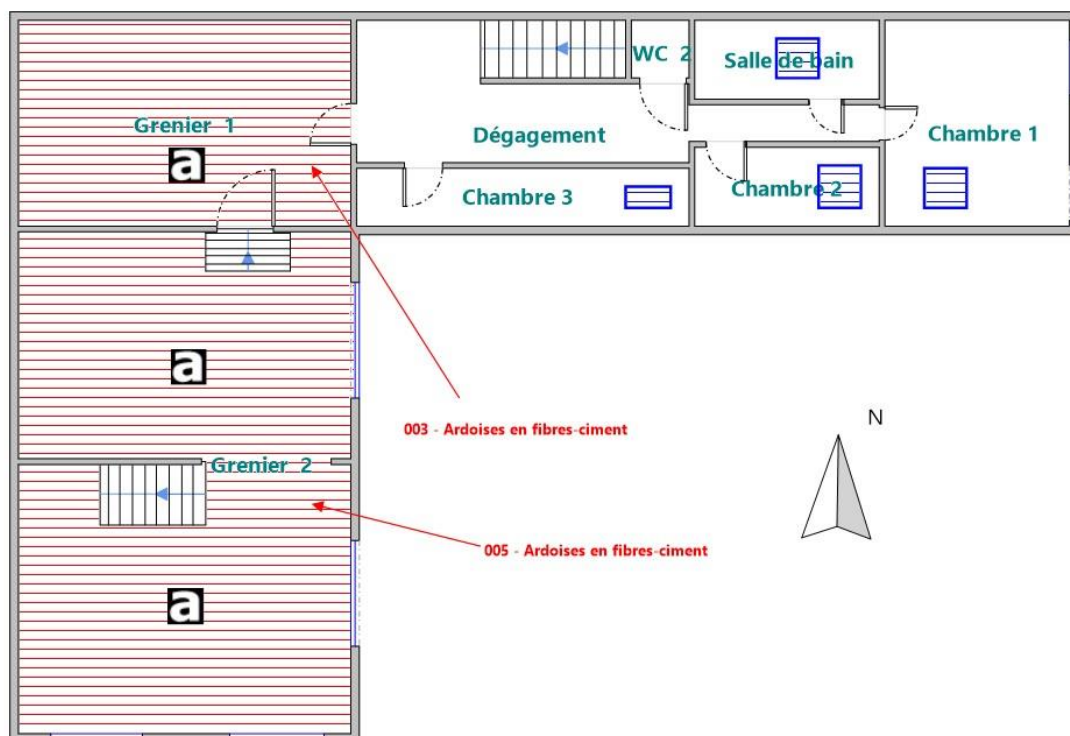 WC 2
Salle de bain
Grenier 1
Dégagement
Chambre 1
a
Chambre 3
Chambre 2
a
003 - Ardoises en fibres-ciment
N
Grenier 2
005 - Ardoises en fibres-ciment
a